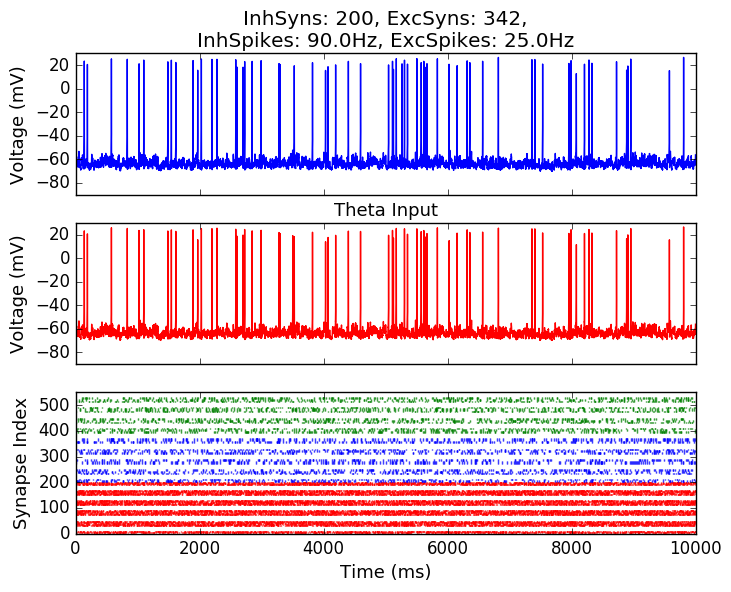 InhSyns: 200, ExcSyns: 342,
InhSpikes: 90.0Hz, ExcSpikes: 25.0Hz
20
0
−20
−40
−60
−80
Voltage (mV)
Theta Input
20
0
−20
−40
−60
−80
Voltage (mV)
500
400
300
200
100
0
Synapse Index
0 2000 4000 6000 8000 10000
Time (ms)